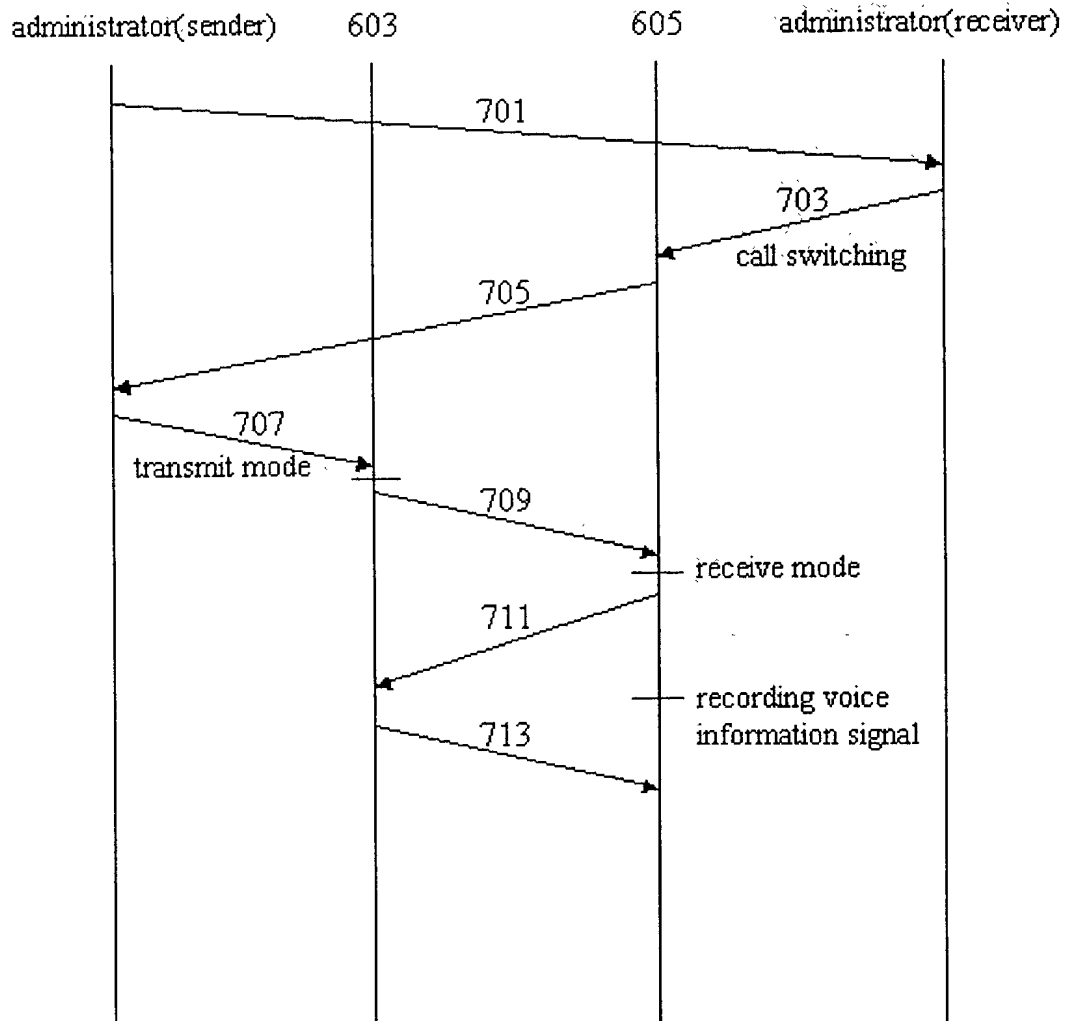 administrator(sender) 603 605 administrator(receiver)
701
703
call switching
705
707
transmit mode
709
receive mode
711
recording voice
information signal
713